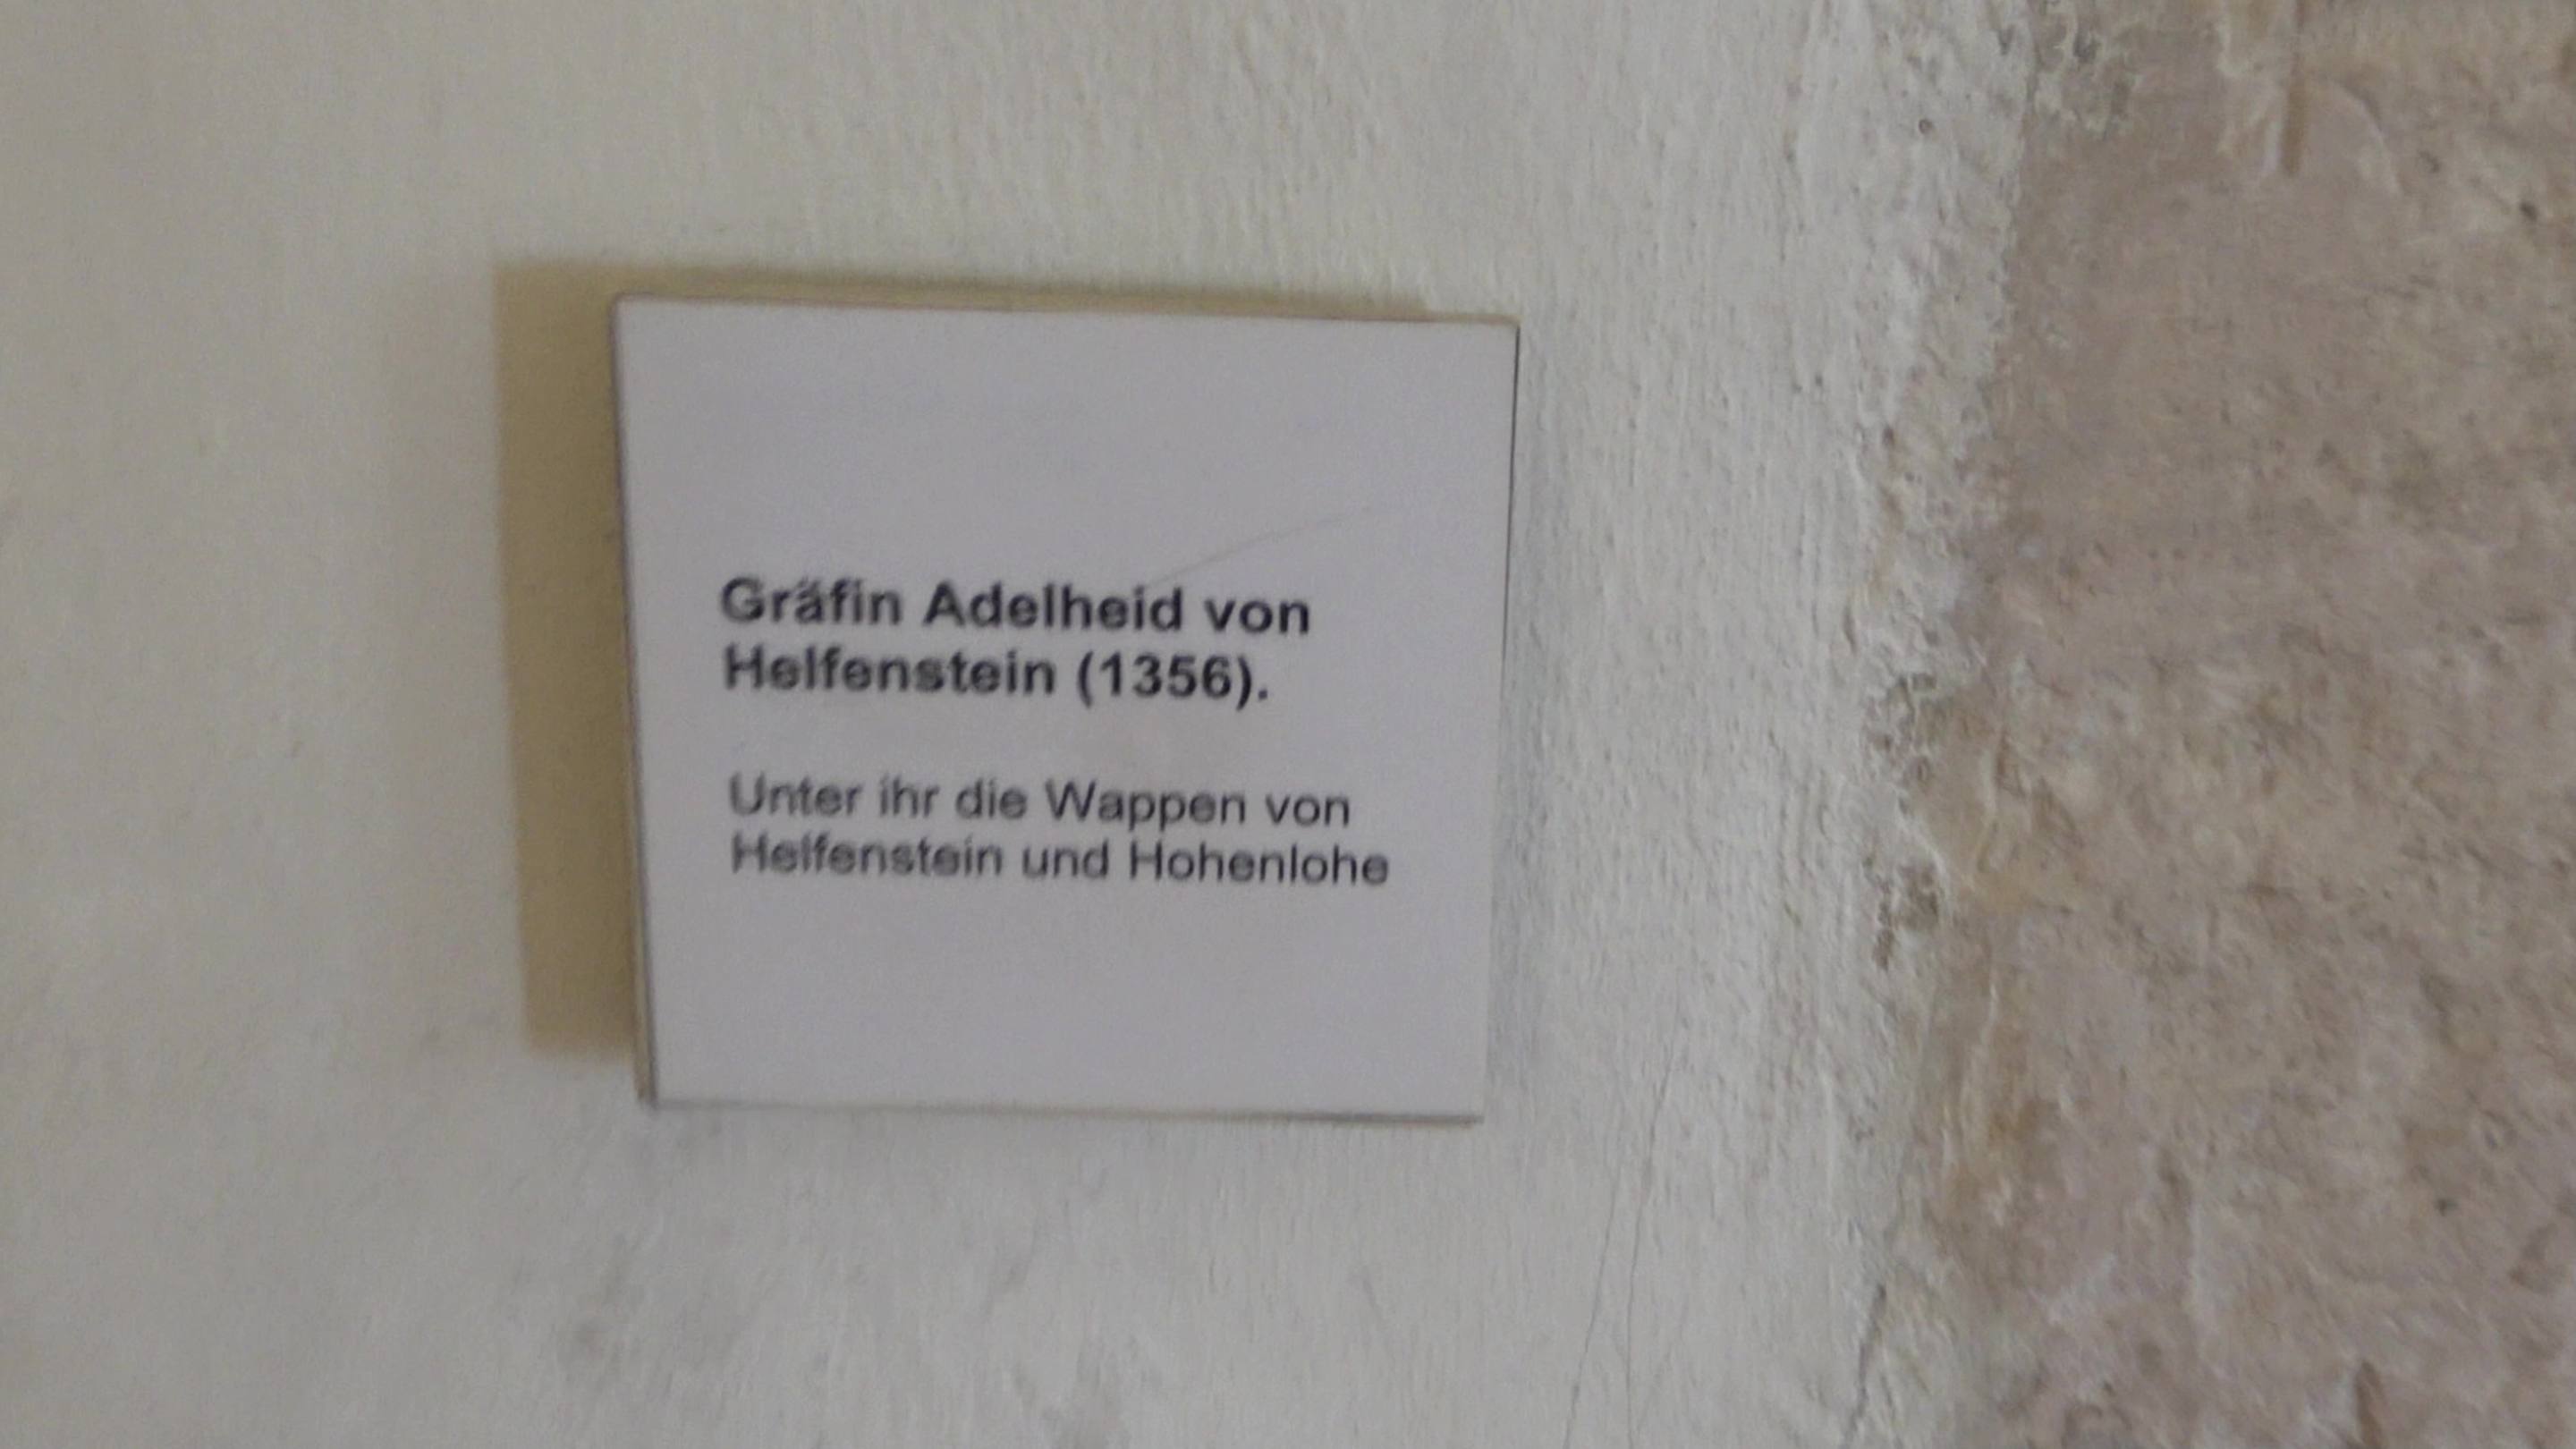 Gräfin Adelheid von
Helfenstein (1356).
Unter ihr die Wappen von
Helfenstein und Hohenlohe